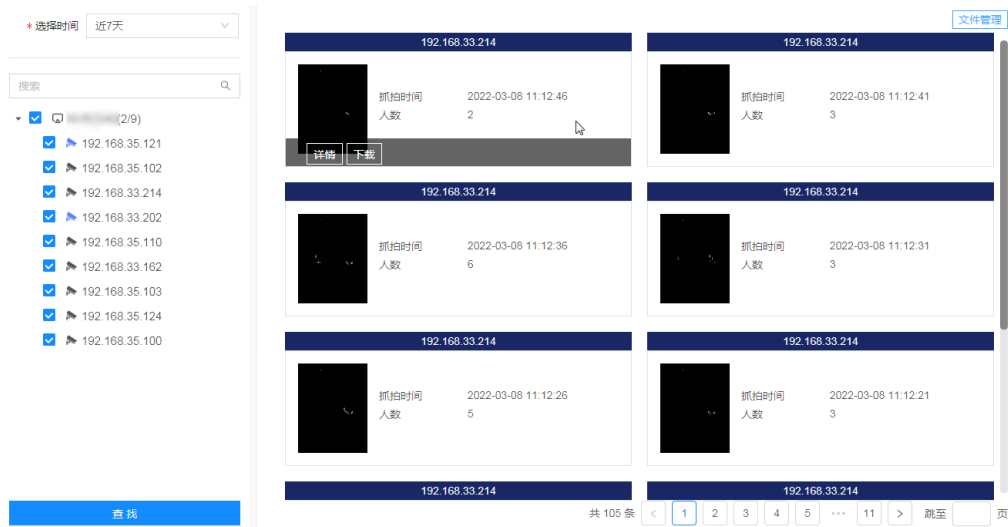 * 选择时间 近7天
搜索
(2/9)
192.168.35.121
192.168.35.102
192.168.33.214
192.168.33.202
192.168.35.110
192.168.33.162
192.168.35.103
192.168.35.124
192.168.35.100
查找
文件管理
192.168.33.214
抓拍时间 2022-03-08 11:12:46
人数 2
详情 下载
192.168.33.214
抓拍时间 2022-03-08 11:12:41
人数 3
192.168.33.214
抓拍时间 2022-03-08 11:12:36
人数 6
192.168.33.214
抓拍时间 2022-03-08 11:12:31
人数 3
192.168.33.214
抓拍时间 2022-03-08 11:12:26
人数 5
192.168.33.214
抓拍时间 2022-03-08 11:12:21
人数 3
192.168.33.214
192.168.33.214
共 105 条 < 1 2 3 4 5 ••• 11 > 跳至 页